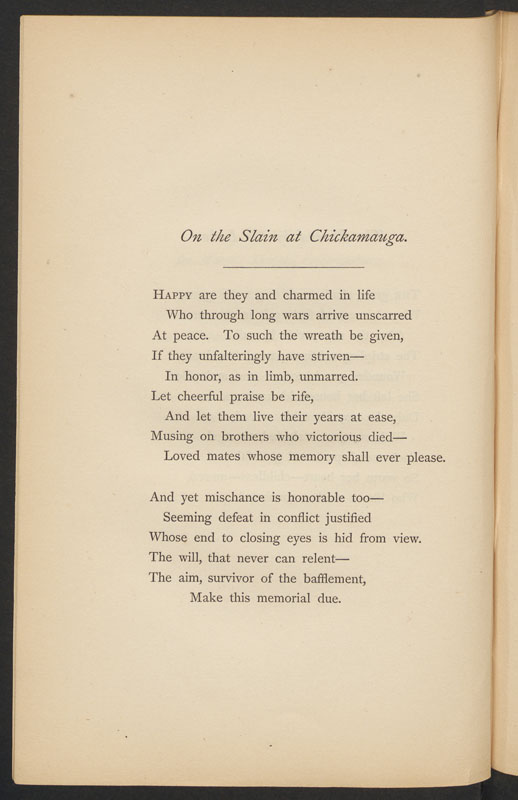 On the Slain at Chickamauga.
HAPPY are they and charmed in life
Who through long wars arrive unscarred
At peace. To such the wreath be given,
If they unfalteringly have striven—
In honor, as in limb, unmarred.
Let cheerful praise be rife,
And let them live their years at ease,
Musing on brothers who victorious died—
Loved mates whose memory shall ever please.
And yet mischance is honorable too—
Seeming defeat in conflict justified
Whose end to closing eyes is hid from view.
The will, that never can relent—
The aim, survivor of the bafflement,
Make this memorial due.